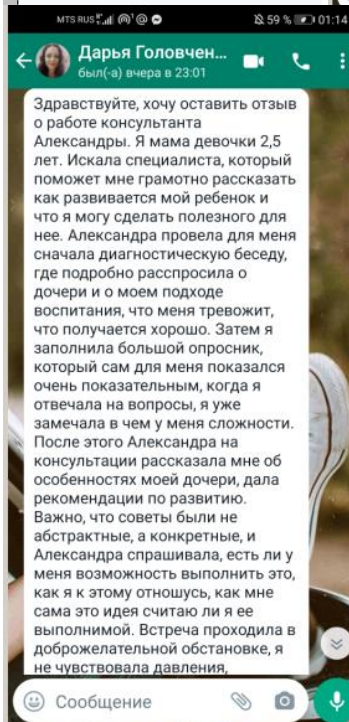 MTS RUS
59 % 01:14
Дарья Головчен...
был(-а) вчера в 23:01
Здравствуйте, хочу оставить отзыв
о работе консультанта
Александры. Я мама девочки 2,5
лет. Искала специалиста, который
поможет мне грамотно рассказать
как развивается мой ребенок и
что я могу сделать полезного для
нее. Александра провела для меня
сначала диагностическую беседу,
где подробно расспросила о
дочери и о моем подходе
воспитания, что меня тревожит,
что получается хорошо. Затем я
заполнила большой опросник,
который сам для меня показался
очень показательным, когда я
отвечала на вопросы, я уже
замечала в чем у меня сложности.
После этого Александра на
консультации рассказала мне об
особенностях моей дочери, дала
рекомендации по развитию.
Важно, что советы были не
абстрактные, а конкретные, и
Александра спрашивала, есть ли у
меня возможность выполнить это,
как я к этому отношусь, как мне
сама это идея считаю ли я ее
выполнимой. Встреча проходила в
доброжелательной обстановке, я
не чувствовала давления,
Сообщение